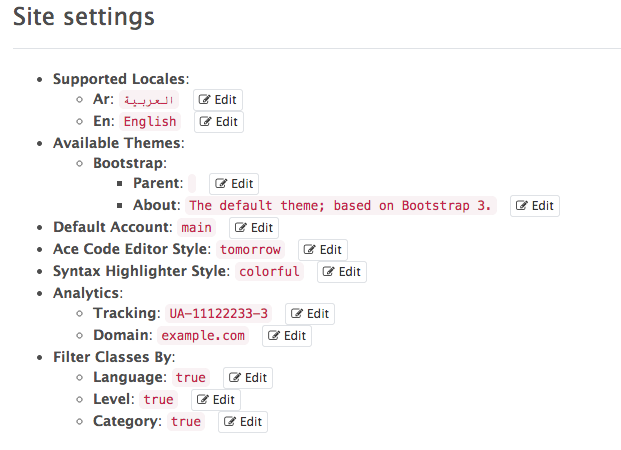 Site settings
Supported Locales:
Ar: العربية Edit
En: English Edit
Available Themes:
Bootstrap:
Parent: Edit
About: The default theme; based on Bootstrap 3. Edit
Default Account: main Edit
Ace Code Editor Style: tomorrow Edit
Syntax Highlighter Style: colorful Edit
Analytics:
Tracking: UA-11122233-3 Edit
Domain: example.com Edit
Filter Classes By:
Language: true Edit
Level: true Edit
Category: true Edit